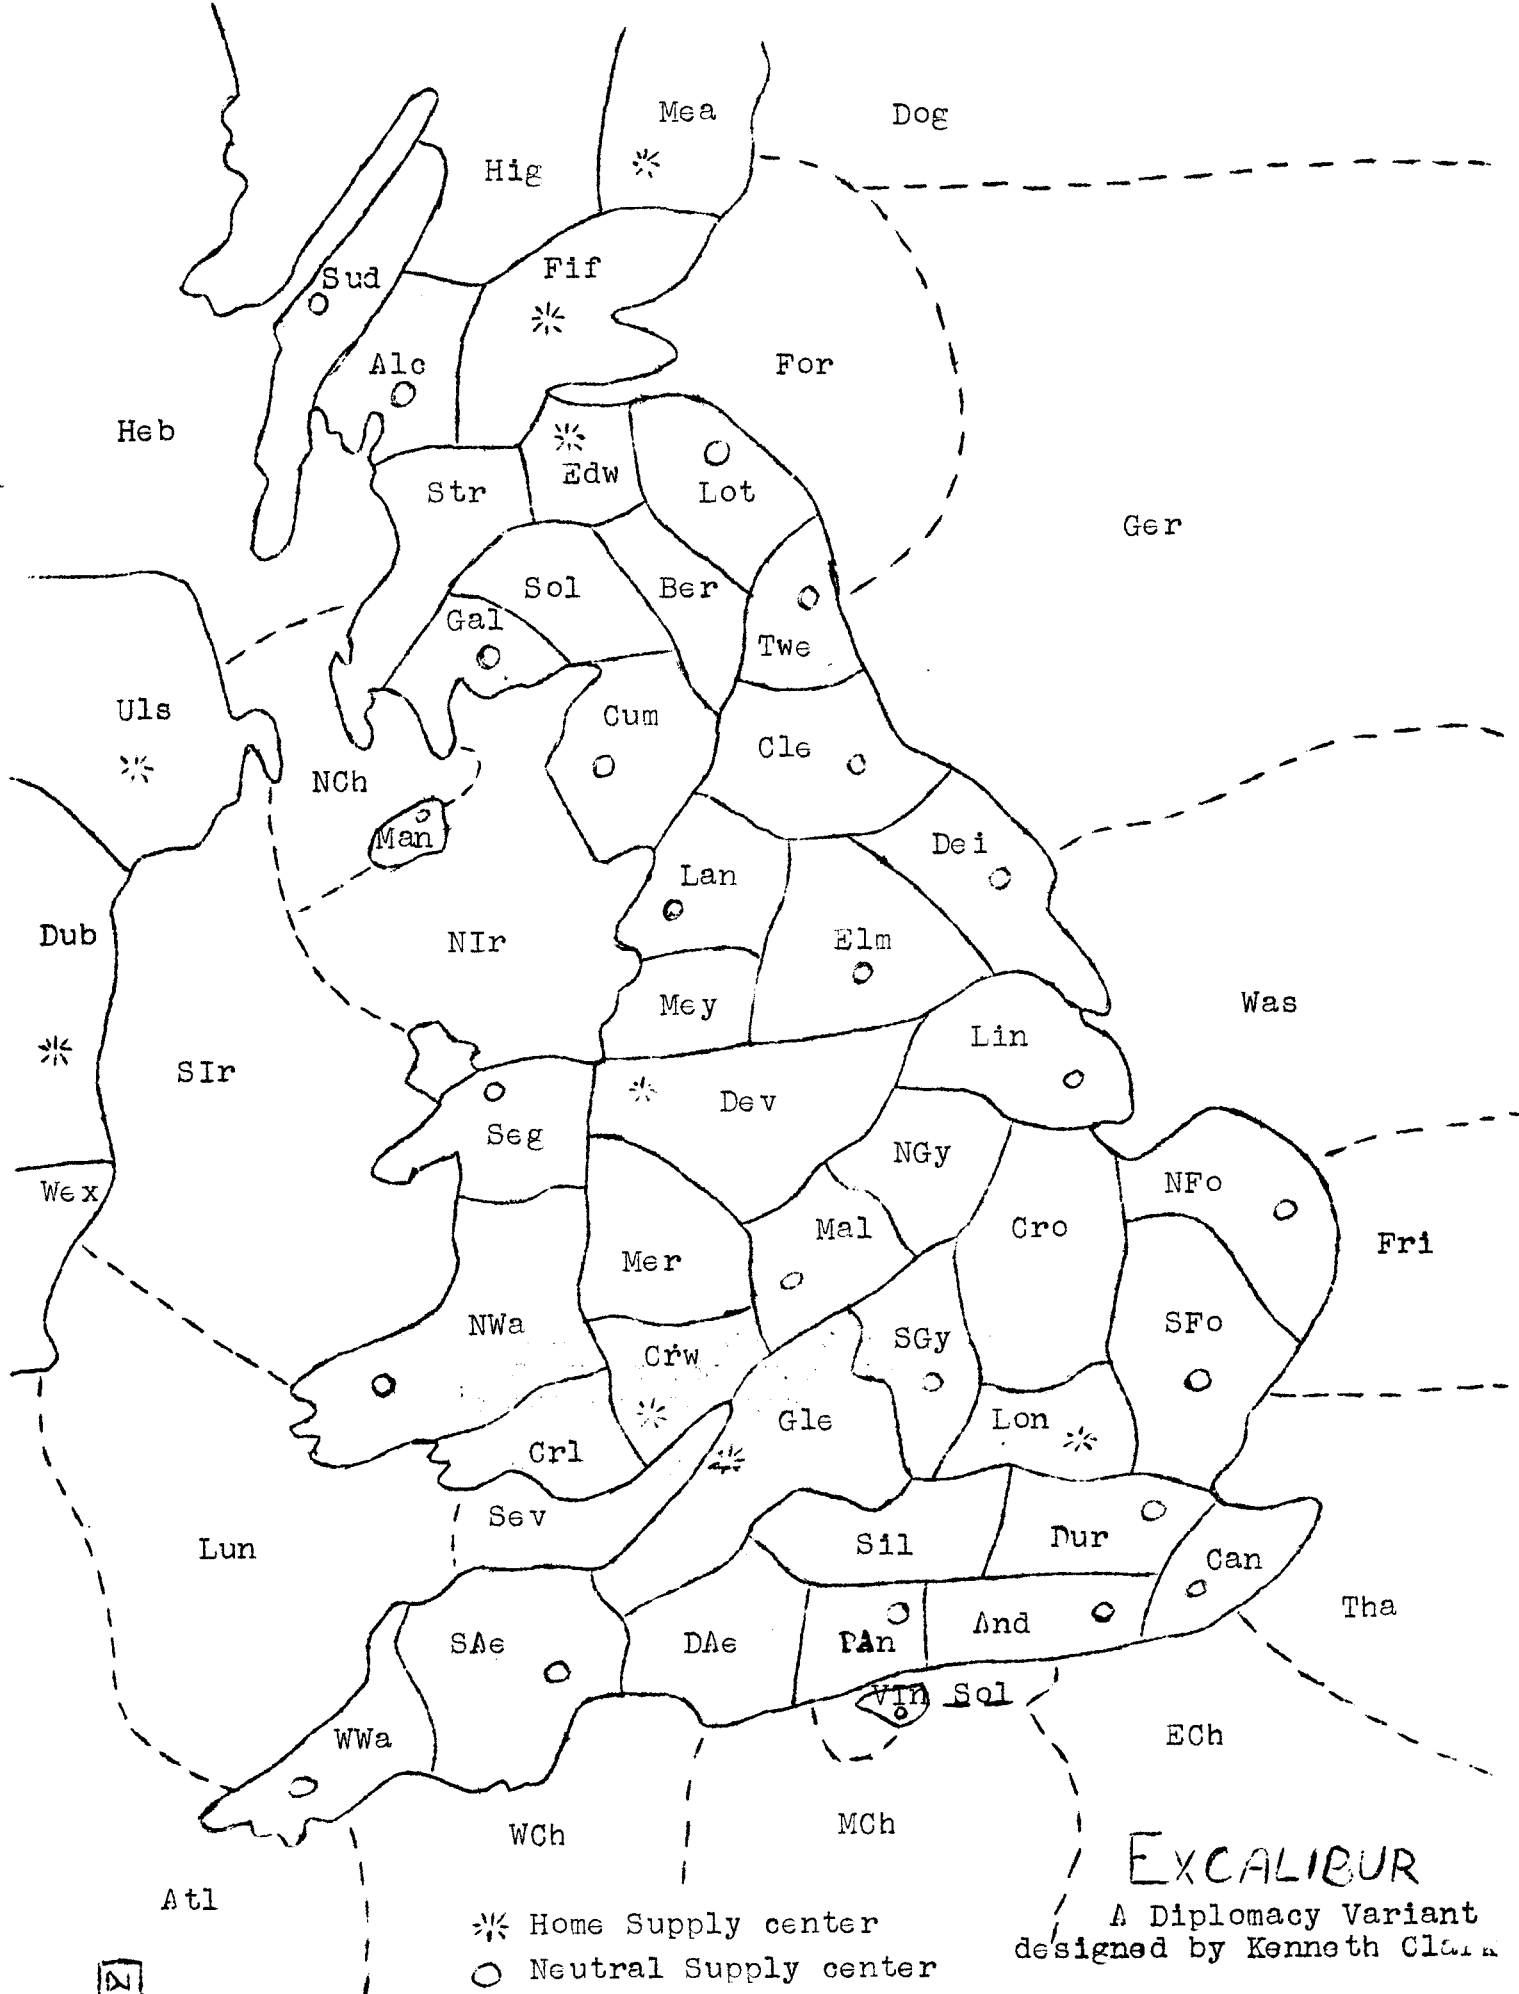 Mea
Dog
Hig
Fif
Sud
Alc
For
Heb
Edw
Str
Lot
Ger
Sol
Ber
Gal
Twe
Uls
Cum
Cle
NCh
Man
Dei
Lan
Dub
NIr
Elm
Was
Mey
Lin
SIr
Dev
Seg
NGy
Wex
NFo
Mal
Cro
Fri
Mer
NWa
SFo
SGy
Crw
Gle
Lon
Crl
Sev
Lun
Sil
Dur
Can
Tha
SAe
DAe
PAn
And
VIn Sol
WWa
ECh
WCh
MCh
EXCALIBUR
Atl
A Diplomacy Variant
designed by Kenneth
Home Supply center
Neutral Supply center